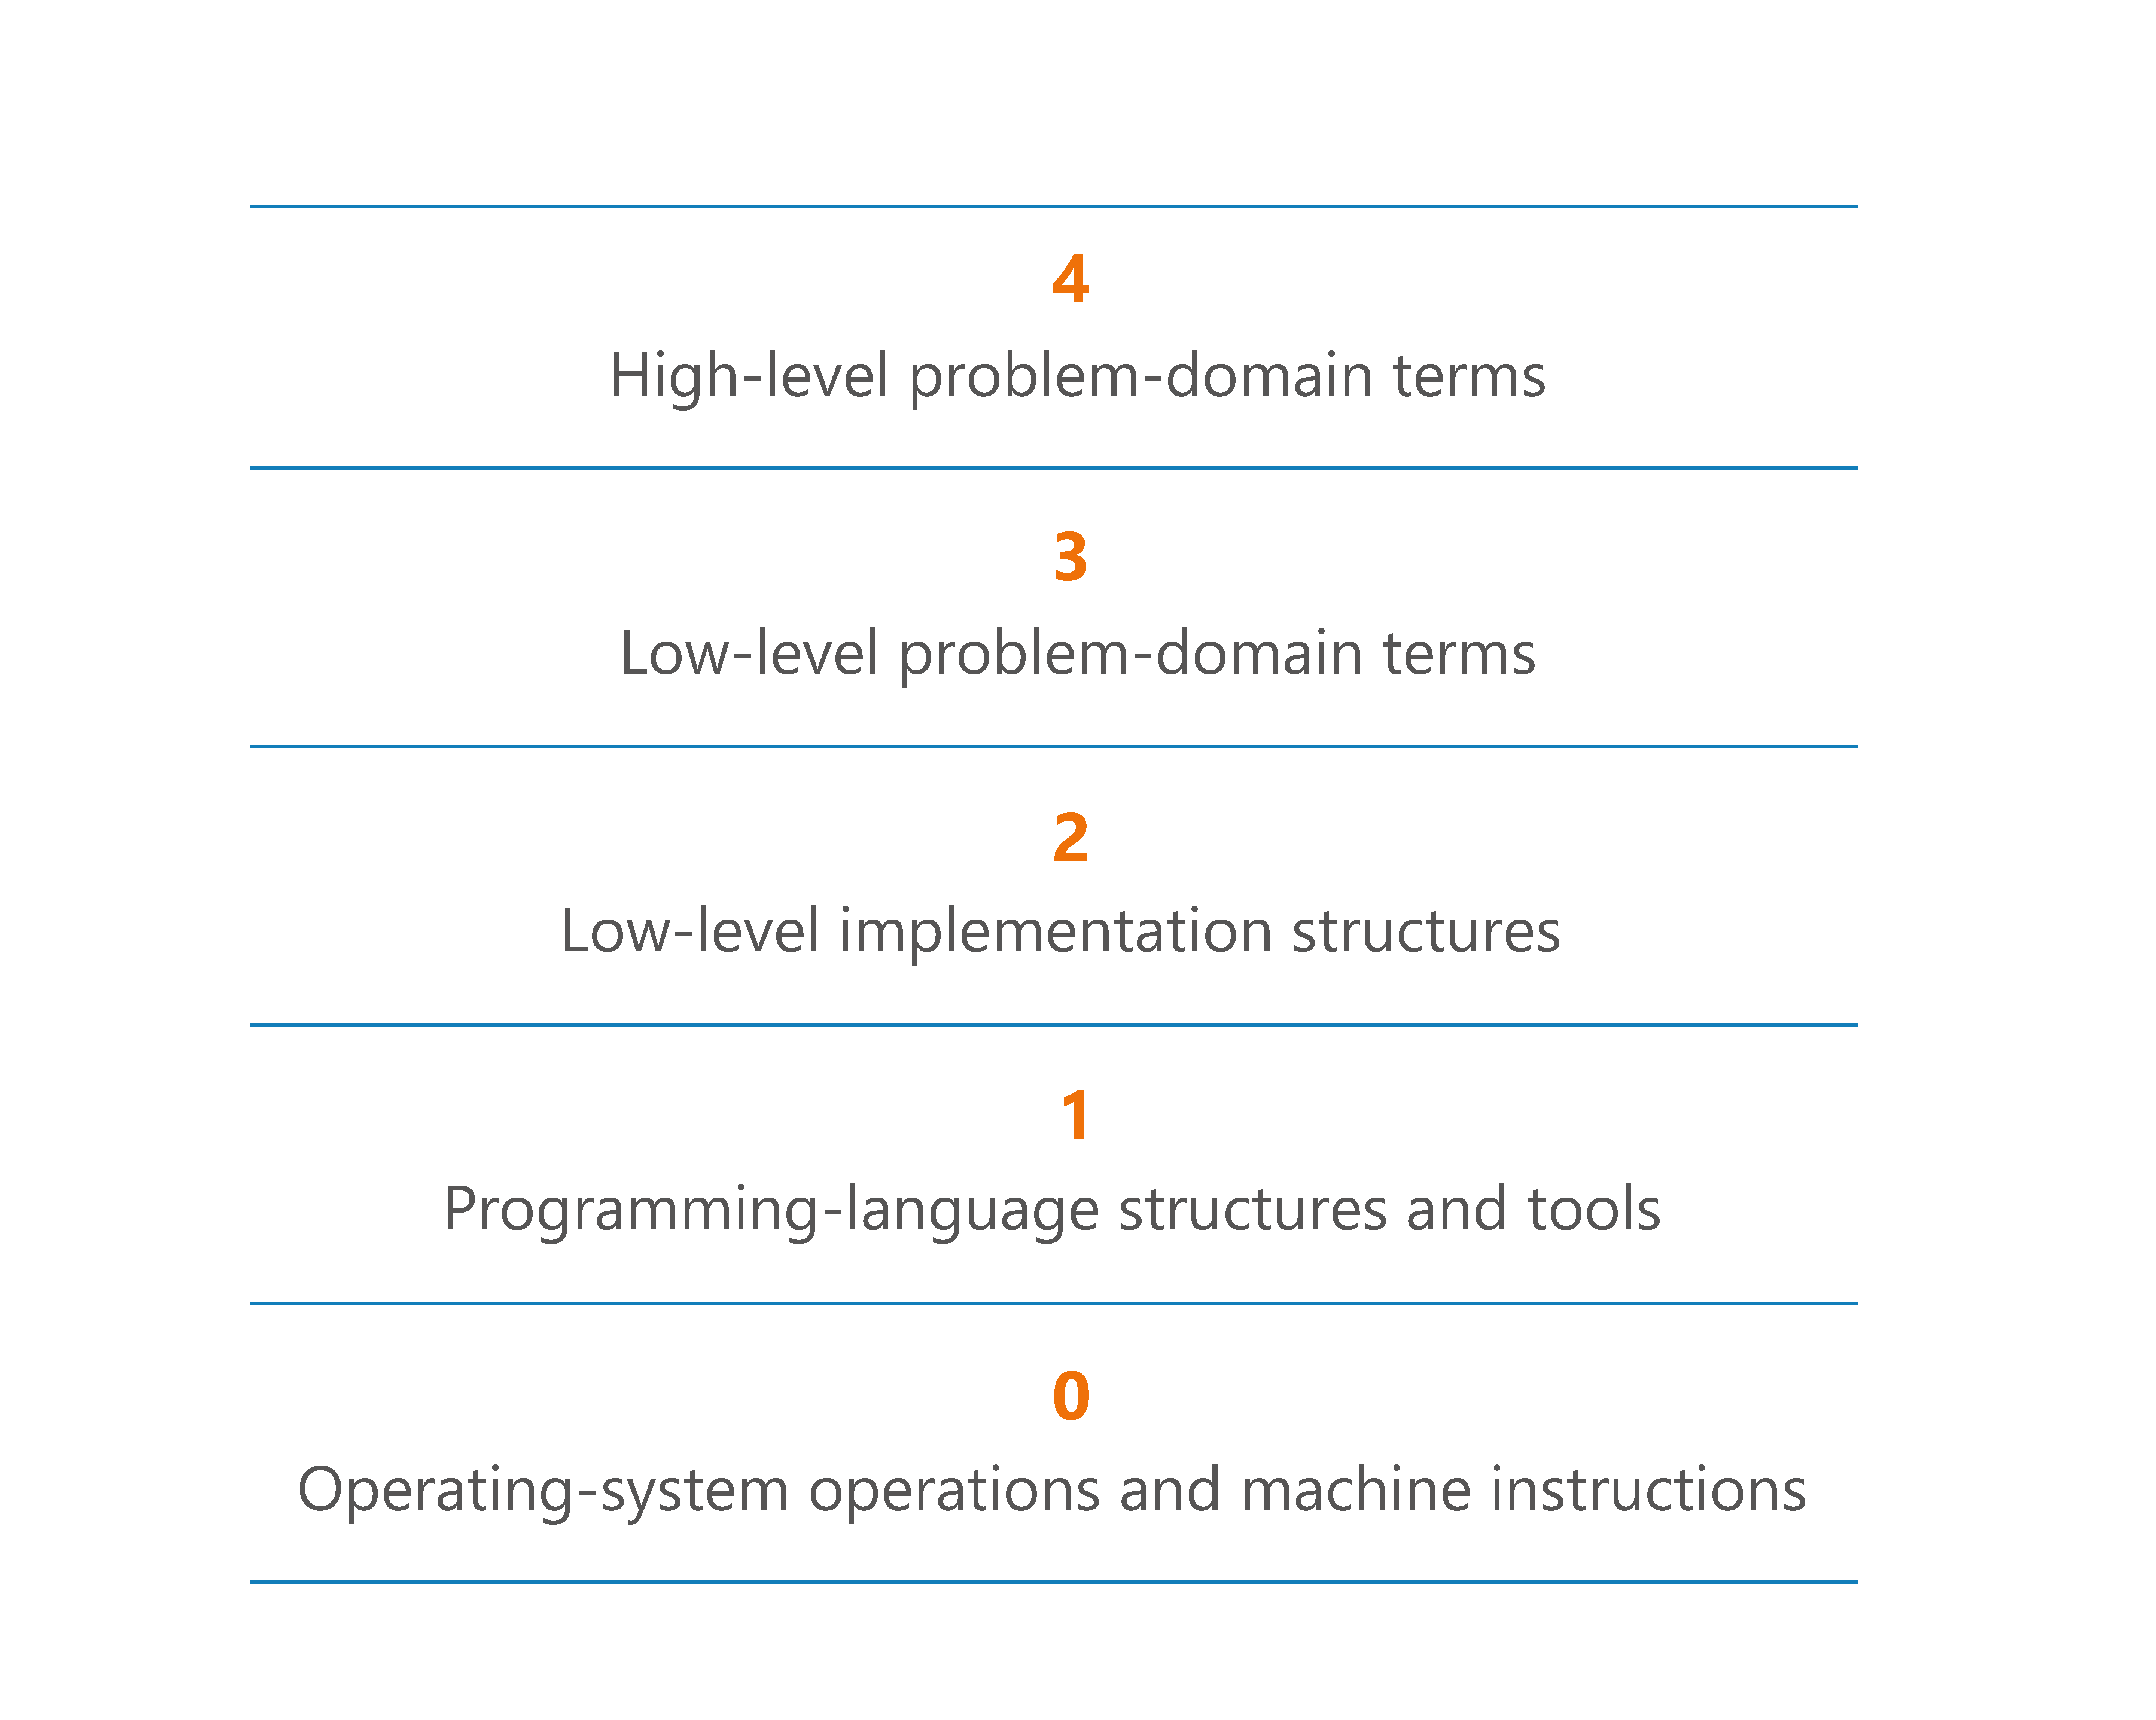 4
High-level problem-domain terms
3
Low-level problem-domain terms
2
Low-level implementation structures
1
Programming-language structures and tools
0
Operating-system operations and machine instructions